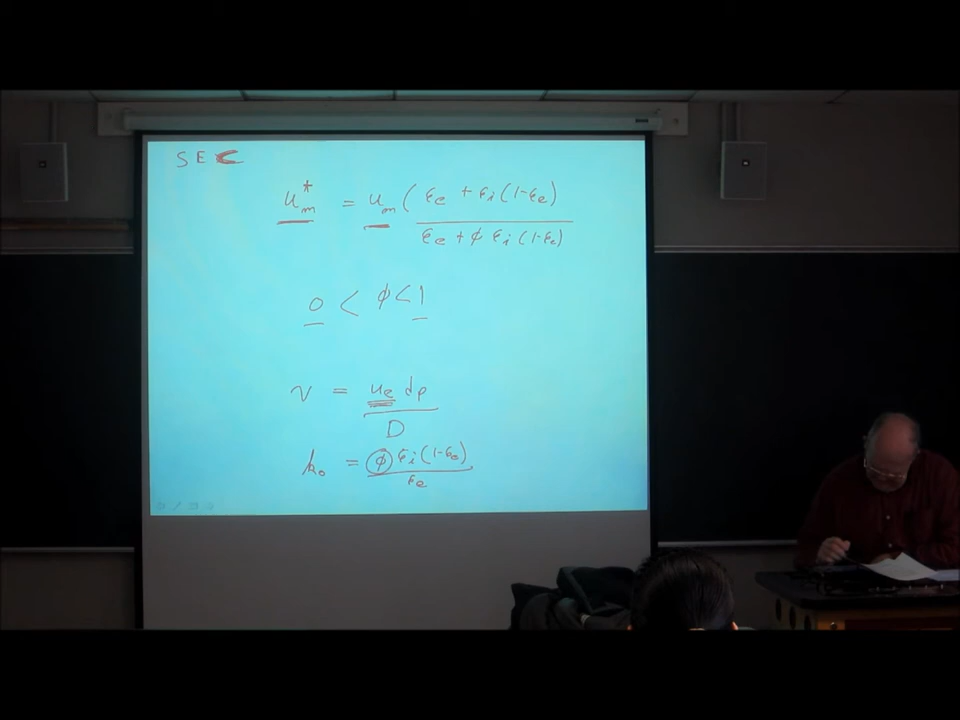 SEC
u*ₘ = uₘ ( εₑ + εᵢ (1-εₑ) / εₑ + φ εᵢ (1-εₑ)
0 < φ < 1
ν = uₑ dₚ / D
k₀ = φ εᵢ (1-εₑ) / εₑ